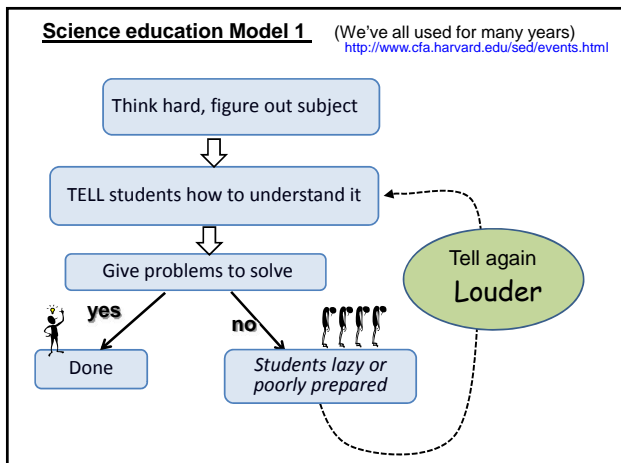 Science education Model 1 (We've all used for many years)
http://www.cfa.harvard.edu/sed/events.html
Think hard, figure out subject
TELL students how to understand it
Give problems to solve
yes
no
Done
Students lazy or
poorly prepared
Tell again
Louder